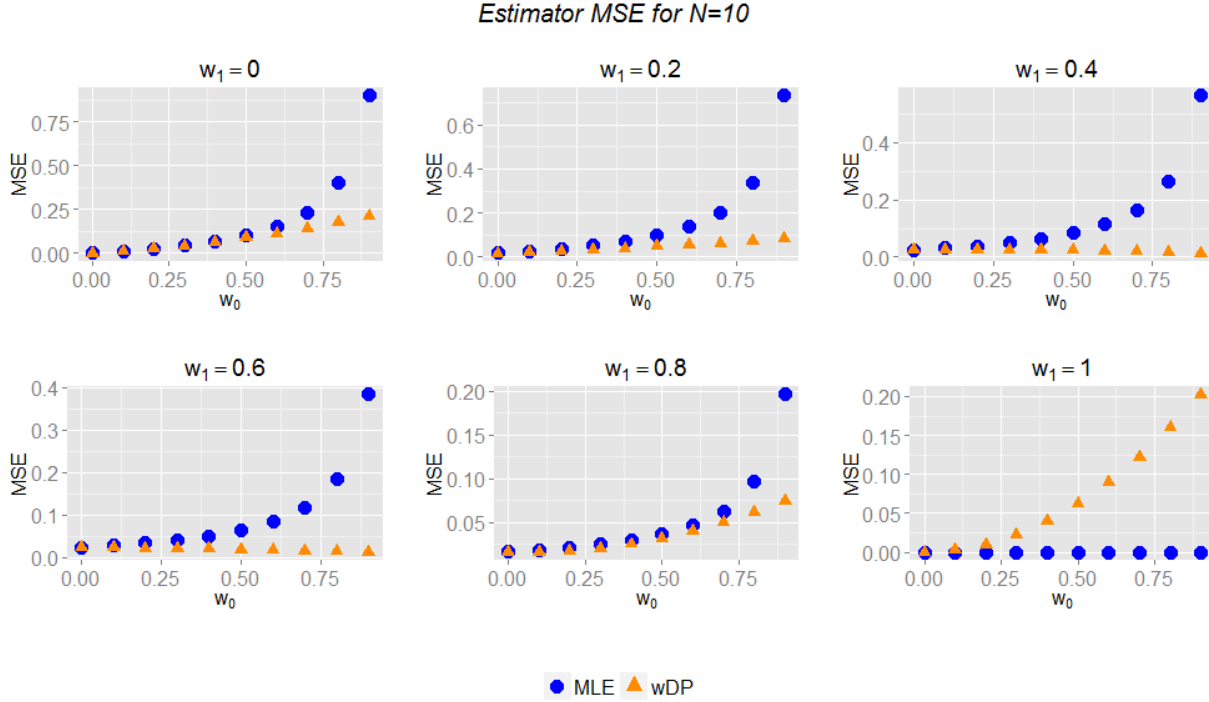 Estimator MSE for N=10
w₁ = 0
w₁ = 0.2
w₁ = 0.4
MSE
0.75
0.50
0.25
0.00
0.00 0.25 0.50 0.75
w₀
MSE
0.6
0.4
0.2
0.0
0.00 0.25 0.50 0.75
w₀
MSE
0.4
0.2
0.0
0.00 0.25 0.50 0.75
w₀
w₁ = 0.6
w₁ = 0.8
w₁ = 1
MSE
0.4
0.3
0.2
0.1
0.0
0.00 0.25 0.50 0.75
w₀
MSE
0.20
0.15
0.10
0.05
0.00 0.25 0.50 0.75
w₀
MSE
0.20
0.15
0.10
0.05
0.00
0.00 0.25 0.50 0.75
w₀
MLE wDP